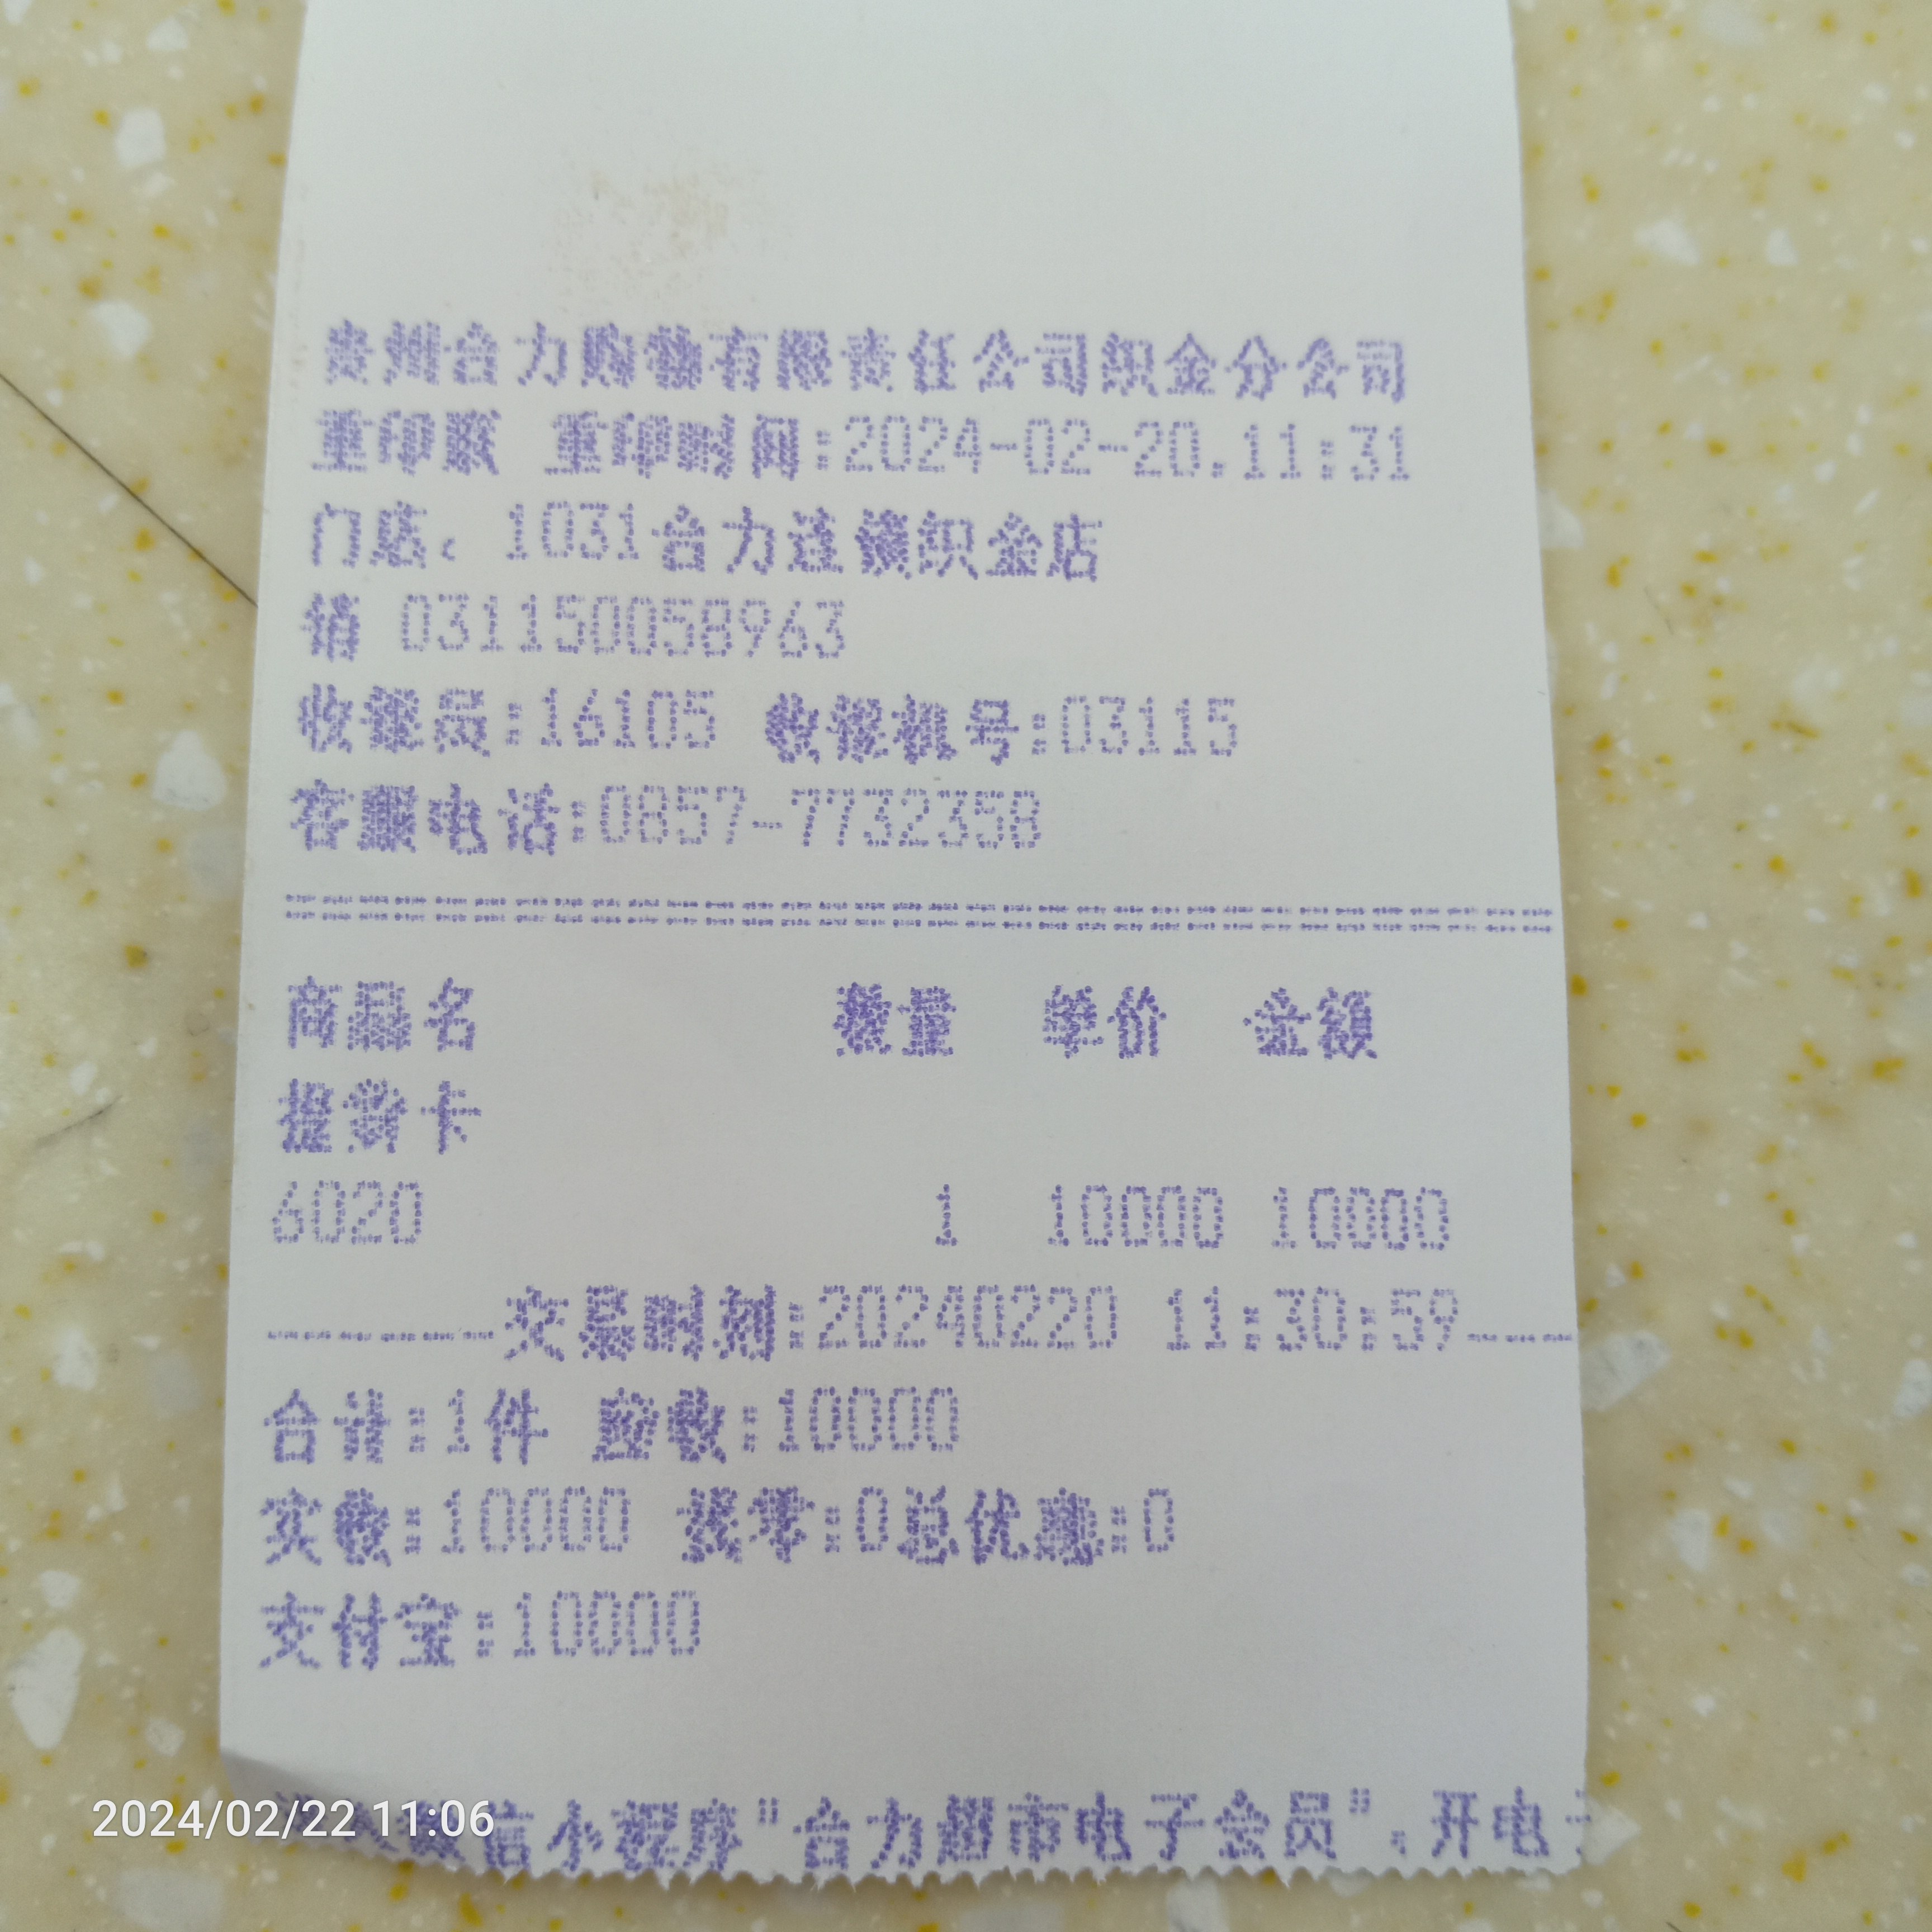 贵州合力购物有限责任公司织金分公司
重印联 重印时间:2024-02-20.11:31
门店: 1031合力连锁织金店
销 031150058963
收银员:16105 收银机号:03115
客服电话:0857-7732358
商品名 数量 单价 金额
提货卡
6020 1 10000 10000
交易时刻:20240220 11:30:59
合计:1件 应收:10000
实收:10000 找零:0总优惠:0
支付宝:10000
信小程序"合力超市电子会员",开电子
2024/02/22 11:06